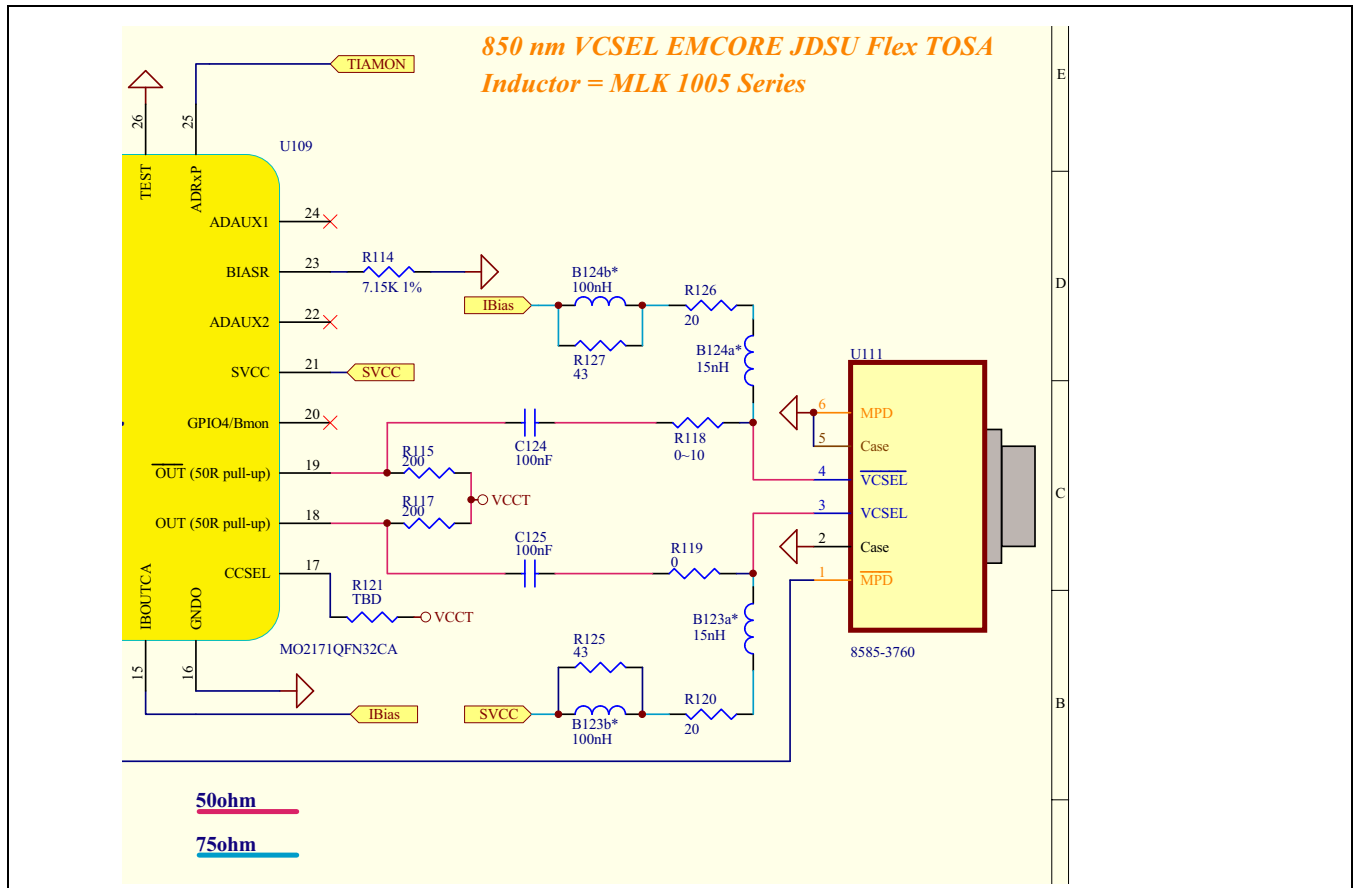 850 nm VCSEL EMCORE JDSU Flex TOSA
Inductor = MLK 1005 Series
E
TIAMON
26
25
U109
TEST
ADRxP
ADAUX1
24
BIASR
23
R114
7.15K 1%
ADAUX2
22
SVCC
21
SVCC
GPIO4/Bmon
20
OUT (50R pull-up)
19
OUT (50R pull-up)
18
CCSEL
17
IBOUTCA
GNDO
15
16
MO2171QFN32CA
D
B124b*
100nH
IBias
R126
20
R127
43
B124a*
15nH
U111
C124
100nF
R118
0~10
R115
200
VCCT
R117
200
C125
100nF
R119
0
R121
TBD
VCCT
6
MPD
5
Case
4
VCSEL
3
VCSEL
2
Case
1
MPD
8585-3760
C
B123a*
15nH
R125
43
IBias
SVCC
B123b*
100nH
R120
20
B
50ohm
75ohm